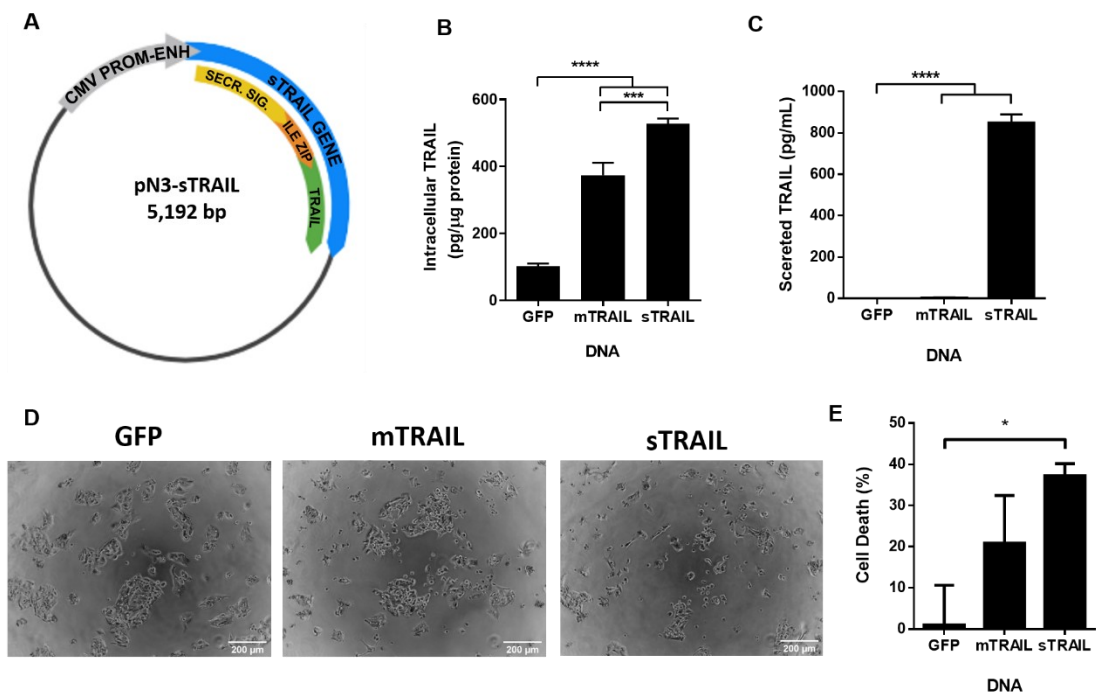 A
CMV PROM-ENH
sTRAIL GENE
SECR. SIG.
ILE ZIP
TRAIL
pN3-sTRAIL
5,192 bp
B
****
***
Intracellular TRAIL
(pg/µg protein)
600
400
200
0
GFP mTRAIL sTRAIL
DNA
C
****
Scereted TRAIL (pg/mL)
1000
800
600
400
200
0
GFP mTRAIL sTRAIL
DNA
D
GFP mTRAIL sTRAIL
200 µm 200 µm 200 µm
E
*
Cell Death (%)
50
40
30
20
10
0
GFP mTRAIL sTRAIL
DNA